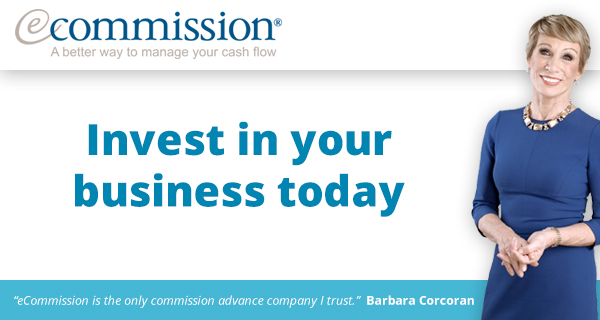 ecommission®
A better way to manage your cash flow
Invest in your
business today
“eCommission is the only commission advance company I trust.” Barbara Corcoran